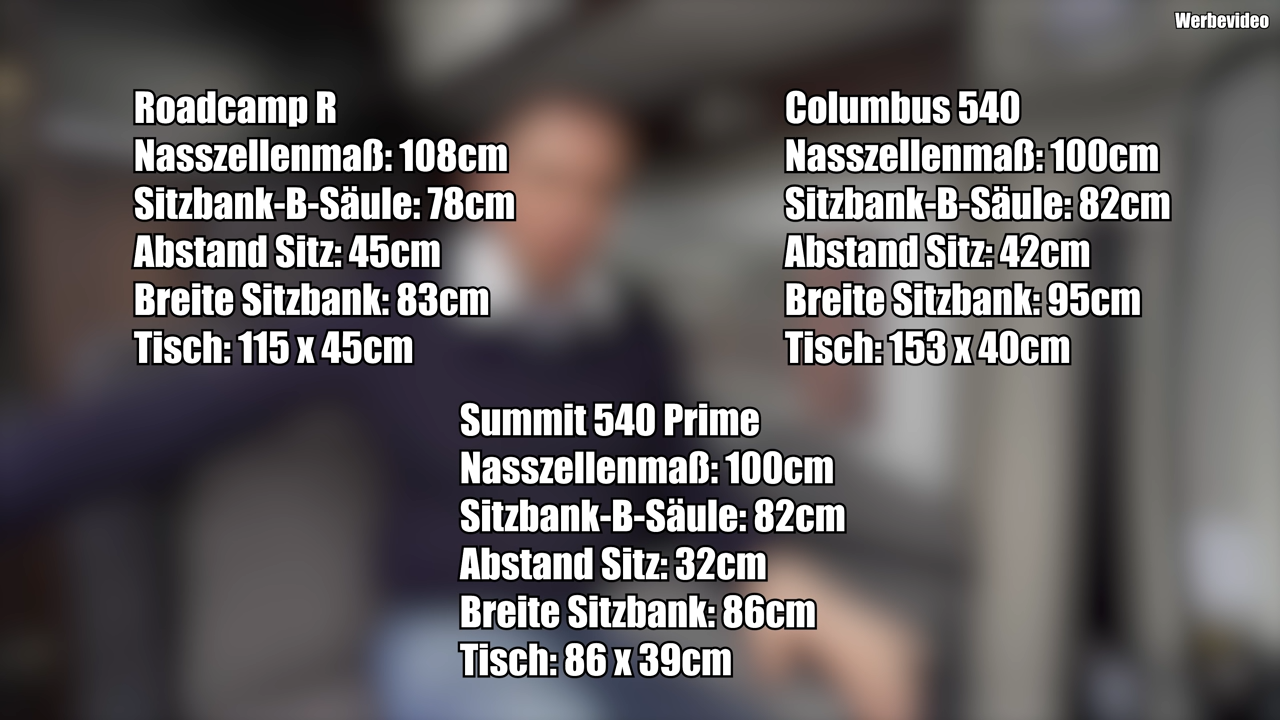 Werbevideo
Roadcamp R
Nasszellenmaß: 108cm
Sitzbank-B-Säule: 78cm
Abstand Sitz: 45cm
Breite Sitzbank: 83cm
Tisch: 115 x 45cm
Columbus 540
Nasszellenmaß: 100cm
Sitzbank-B-Säule: 82cm
Abstand Sitz: 42cm
Breite Sitzbank: 95cm
Tisch: 153 x 40cm
Summit 540 Prime
Nasszellenmaß: 100cm
Sitzbank-B-Säule: 82cm
Abstand Sitz: 32cm
Breite Sitzbank: 86cm
Tisch: 86 x 39cm